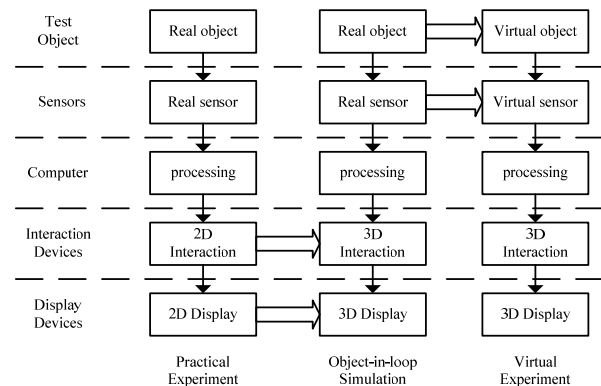 Test
Object
Real object
Real object
Virtual object
Sensors
Real sensor
Real sensor
Virtual sensor
Computer
processing
processing
processing
Interaction
Devices
2D
Interaction
3D
Interaction
3D
Interaction
Display
Devices
2D Display
3D Display
3D Display
Practical
Experiment
Object-in-loop
Simulation
Virtual
Experiment